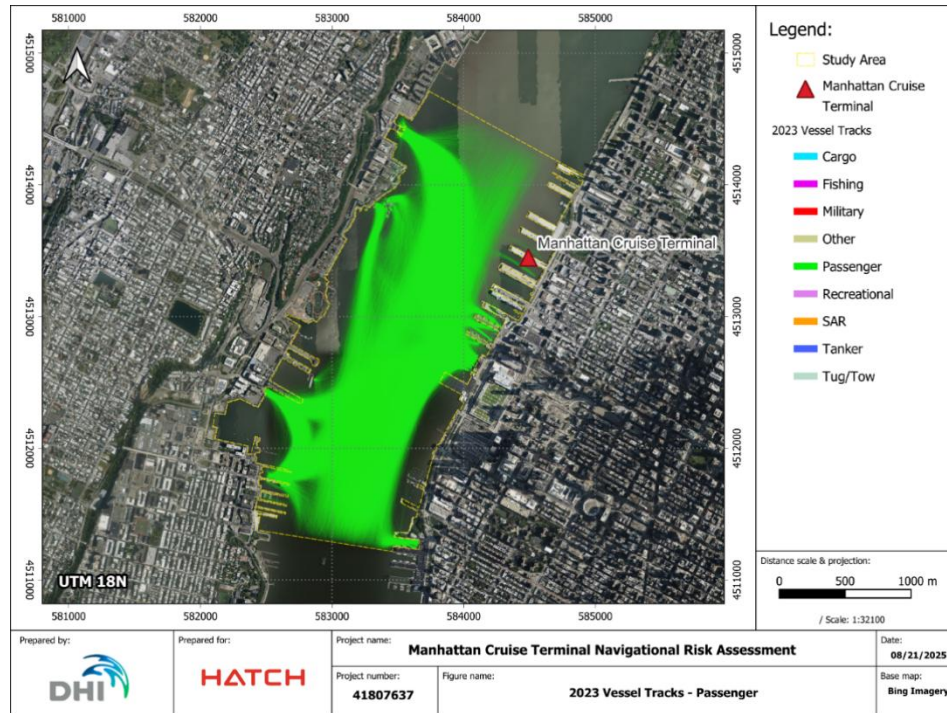 581000 582000 583000 584000 585000
4515000 4515000
Legend:
Study Area
Manhattan Cruise
Terminal
2023 Vessel Tracks
Cargo
Fishing
Military
Other
Passenger
Recreational
SAR
Tanker
Tug/Tow
4514000 4514000
Manhattan Cruise Terminal
4513000 4513000
4512000 4512000
4511000 4511000
UTM 18N
581000 582000 583000 584000 585000
Distance scale & projection:
0 500 1000 m
/ Scale: 1:32100
Prepared by:
DHI
Prepared for:
HATCH
Project name:
Manhattan Cruise Terminal Navigational Risk Assessment
Date:
08/21/2025
Project number:
41807637
Figure name:
2023 Vessel Tracks - Passenger
Base map:
Bing Imagery